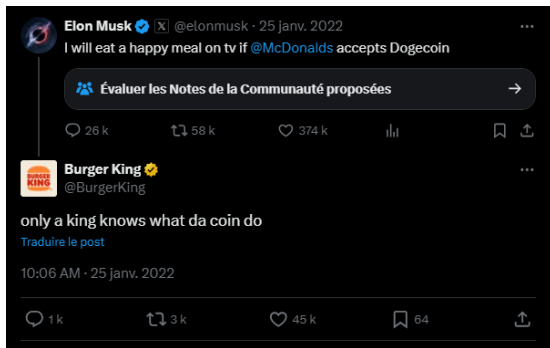 Elon Musk @elonmusk · 25 janv. 2022
I will eat a happy meal on tv if @McDonalds accepts Dogecoin
Évaluer les Notes de la Communauté proposées
26 k 58 k 374 k
BURGER KING
Burger King
@BurgerKing
only a king knows what da coin do
Traduire le post
10:06 AM · 25 janv. 2022
1 k 3 k 45 k 64